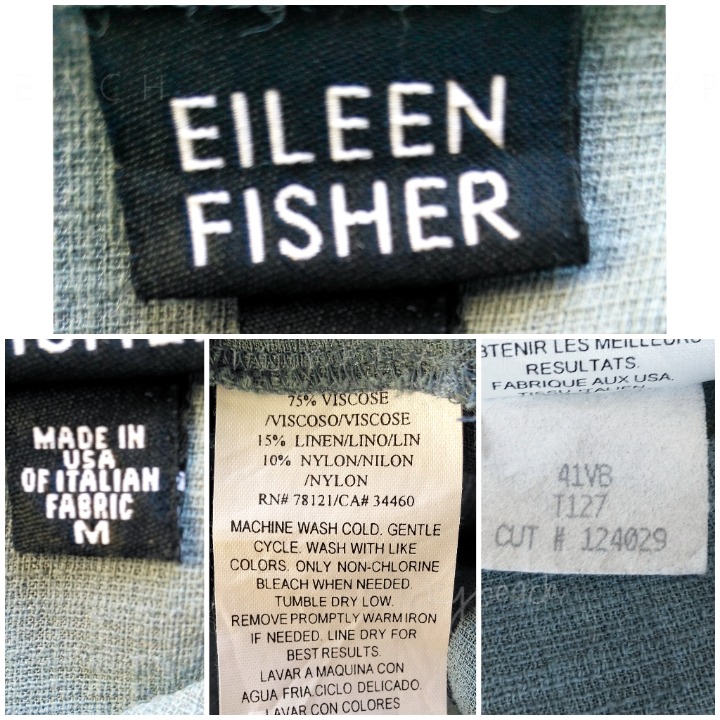 EILEEN
FISHER
MADE IN
USA
OF ITALIAN
FABRIC
M
75% VISCOSE
/VISCOSO/VISCOSE
15% LINEN/LINO/LIN
10% NYLON/NILON
/NYLON
RN# 78121/CA# 34460
MACHINE WASH COLD. GENTLE
CYCLE. WASH WITH LIKE
COLORS. ONLY NON-CHLORINE
BLEACH WHEN NEEDED.
TUMBLE DRY LOW.
REMOVE PROMPTLY WARM IRON
IF NEEDED. LINE DRY FOR
BEST RESULTS.
LAVAR A MAQUINA CON
AGUA FRIA.CICLO DELICADO.
LAVAR CON COLORES
BTENIR LES MEILLEURS
RESULTATS.
FABRIQUE AUX USA.
41VB
T127
CUT # 124029